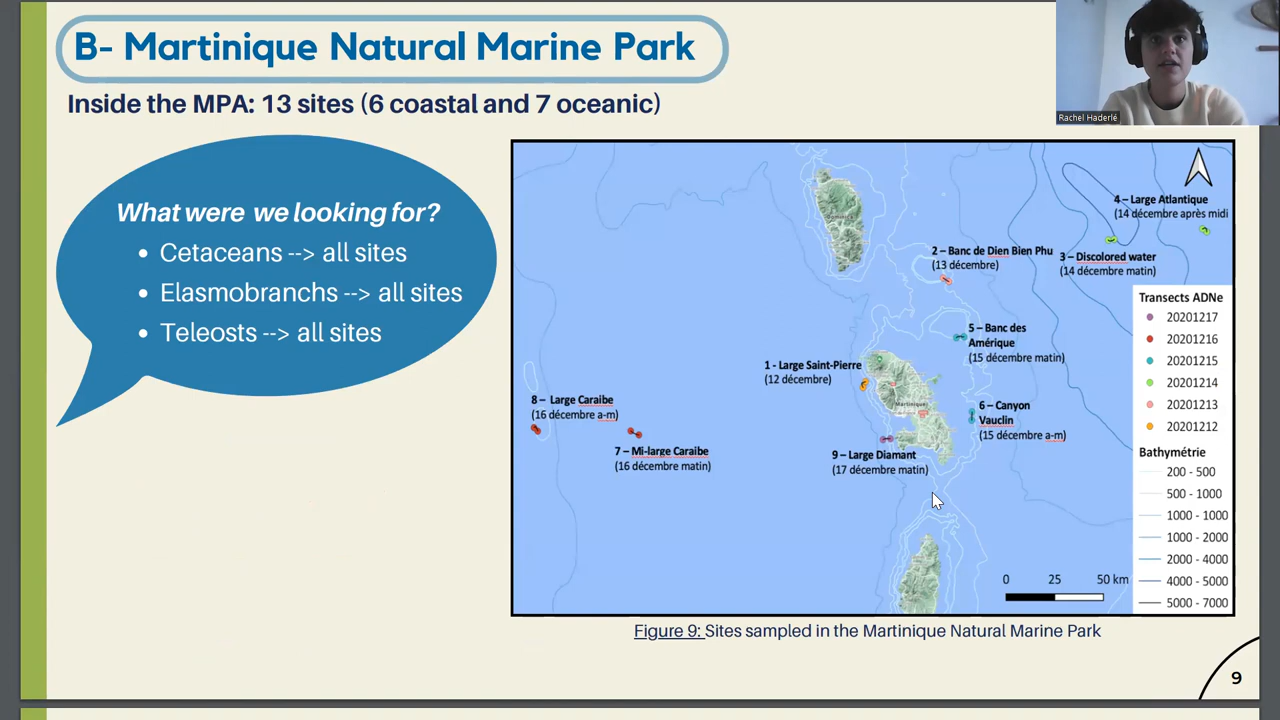 B- Martinique Natural Marine Park
Inside the MPA: 13 sites (6 coastal and 7 oceanic)
Rachel Haderlé
What were we looking for?
• Cetaceans --> all sites
• Elasmobranchs --> all sites
• Teleosts --> all sites
4 – Large Atlantique
(14 décembre après midi
2 – Banc de Dien Bien Phu
(13 décembre)
3 – Discolored water
(14 décembre matin)
5 – Banc des
Amérique
(15 décembre matin)
1 - Large Saint-Pierre
(12 décembre)
8 – Large Caraibe
(16 décembre a-m)
6 – Canyon
Vauclin
(15 décembre a-m)
7 – Mi-large Caraibe
(16 décembre matin)
9 – Large Diamant
(17 décembre matin)
Martinique
Transects ADNe
20201217
20201216
20201215
20201214
20201213
20201212
Bathymétrie
200 - 500
500 - 1000
1000 - 1000
1000 - 2000
2000 - 4000
4000 - 5000
5000 - 7000
0 25 50 km
Figure 9: Sites sampled in the Martinique Natural Marine Park
9